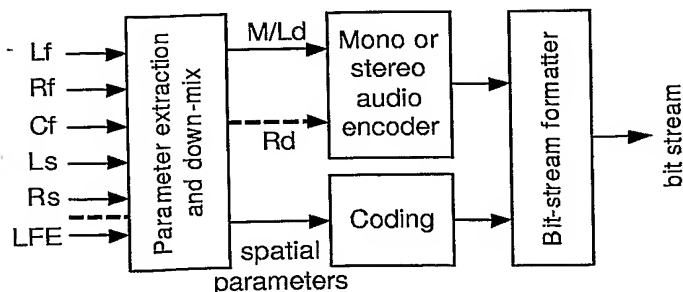 Lf
Rf
Cf
Ls
Rs
LFE
Parameter extraction
and down-mix
M/Ld
Rd
spatial
parameters
Mono or
stereo
audio
encoder
Coding
Bit-stream formatter
bit stream